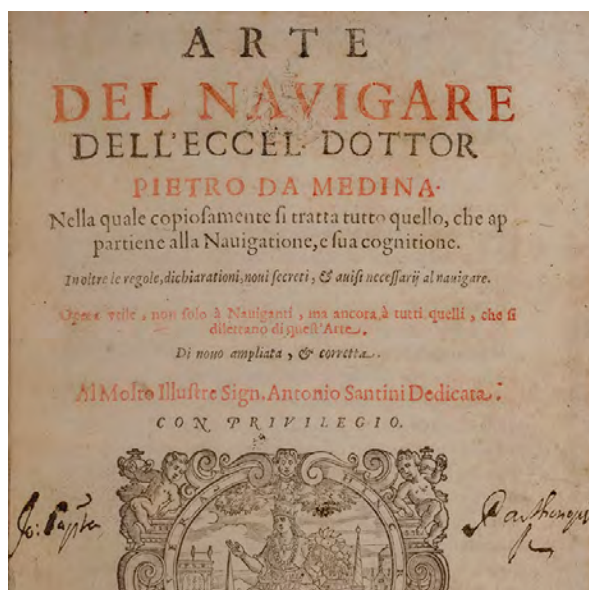 ARTE
DEL NAVIGARE
DELL'ECCEL. DOTTOR
PIETRO DA MEDINA.
Nella quale copioſamente ſi tratta tutto quello, che ap
partiene alla Nauigatione, e ſua cognitione.
Inoltre le regole, dichiarationi, noui ſecreti, & auiſi neceſſarij al nauigare.
Opera vtile, non ſolo à Nauiganti, ma ancora à tutti quelli, che ſi
dilettano di queſt'Arte.
Di nouo ampliata, & corretta.
Al Molto Illuſtre Sign. Antonio Santini Dedicata.
CON PRIVILEGIO.